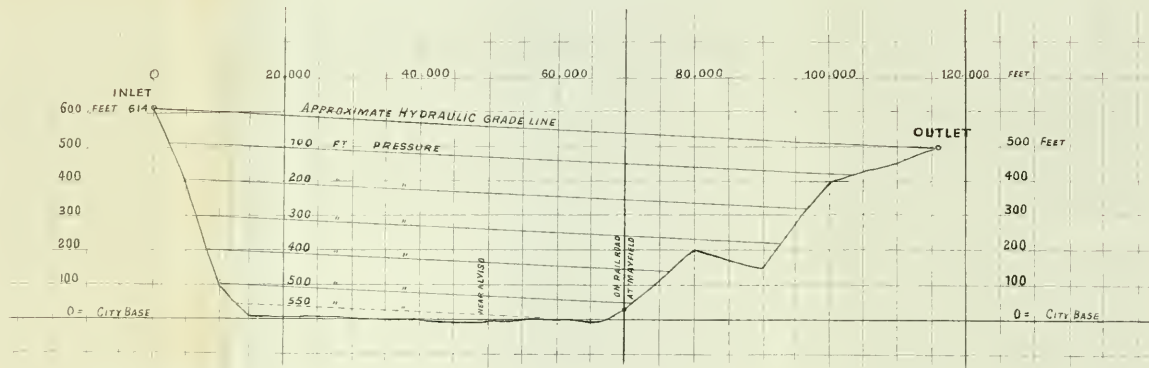 0 20,000 40,000 60,000 80,000 100,000 120,000 FEET
INLET
600 FEET 614
APPROXIMATE HYDRAULIC GRADE LINE
OUTLET
500 100 FT PRESSURE 500 FEET
400 200 " " 400
300 300 " " 300
200 400 " " 200
100 500 " " 100
550 " "
NEAR ALVISO
ON RAILROAD
AT MAYFIELD
0 = CITY BASE 0 = CITY BASE